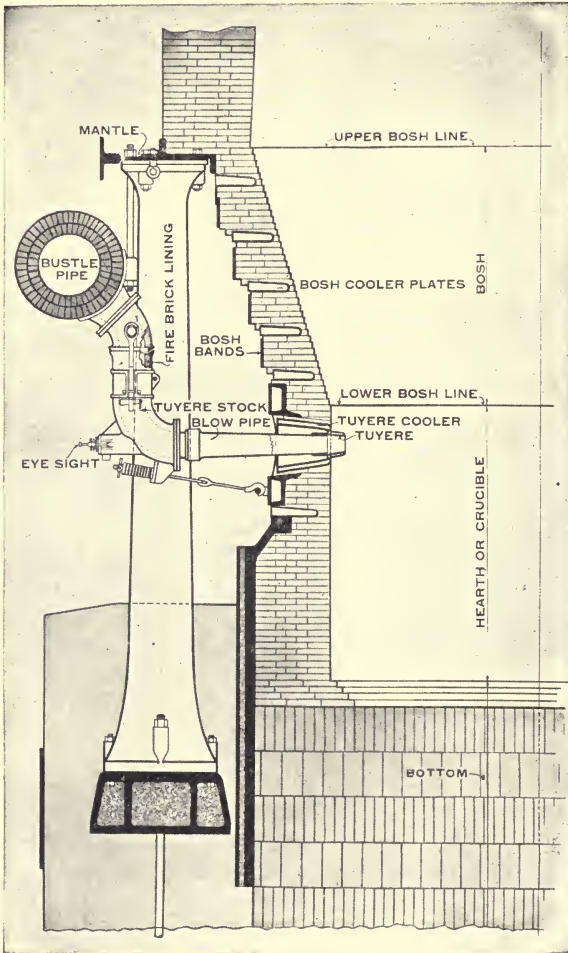 MANTLE
UPPER BOSH LINE
BUSTLE
PIPE
FIRE BRICK LINING
BOSH COOLER PLATES
BOSH
BOSH
BANDS
LOWER BOSH LINE
TUYERE STOCK
BLOW PIPE
TUYERE COOLER
TUYERE
EYE SIGHT
HEARTH OR CRUCIBLE
BOTTOM